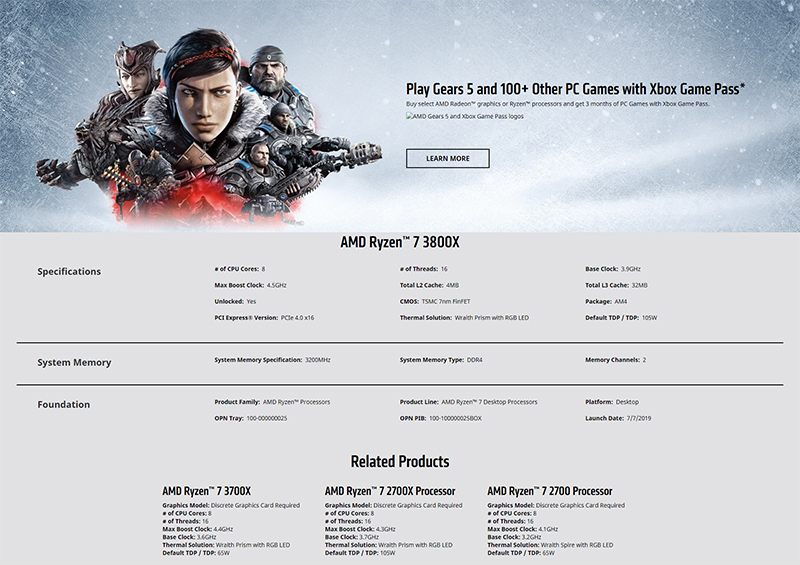 Play Gears 5 and 100+ Other PC Games with Xbox Game Pass*
Buy select AMD Radeon™ graphics or Ryzen™ processors and get 3 months of PC Games with Xbox Game Pass.
AMD Gears 5 and Xbox Game Pass logos
LEARN MORE
AMD Ryzen™ 7 3800X
Specifications
# of CPU Cores: 8
# of Threads: 16
Base Clock: 3.9GHz
Max Boost Clock: 4.5GHz
Total L2 Cache: 4MB
Total L3 Cache: 32MB
Unlocked: Yes
CMOS: TSMC 7nm FinFET
Package: AM4
PCI Express® Version: PCIe 4.0 x16
Thermal Solution: Wraith Prism with RGB LED
Default TDP / TDP: 105W
System Memory
System Memory Specification: 3200MHz
System Memory Type: DDR4
Memory Channels: 2
Foundation
Product Family: AMD Ryzen™ Processors
Product Line: AMD Ryzen™ 7 Desktop Processors
Platform: Desktop
OPN Tray: 100-000000025
OPN PIB: 100-100000025BOX
Launch Date: 7/7/2019
Related Products
AMD Ryzen™ 7 3700X
Graphics Model: Discrete Graphics Card Required
# of CPU Cores: 8
# of Threads: 16
Max Boost Clock: 4.4GHz
Base Clock: 3.6GHz
Thermal Solution: Wraith Prism with RGB LED
Default TDP / TDP: 65W
AMD Ryzen™ 7 2700X Processor
Graphics Model: Discrete Graphics Card Required
# of CPU Cores: 8
# of Threads: 16
Max Boost Clock: 4.3GHz
Base Clock: 3.7GHz
Thermal Solution: Wraith Prism with RGB LED
Default TDP / TDP: 105W
AMD Ryzen™ 7 2700 Processor
Graphics Model: Discrete Graphics Card Required
# of CPU Cores: 8
# of Threads: 16
Max Boost Clock: 4.1GHz
Base Clock: 3.2GHz
Thermal Solution: Wraith Spire with RGB LED
Default TDP / TDP: 65W